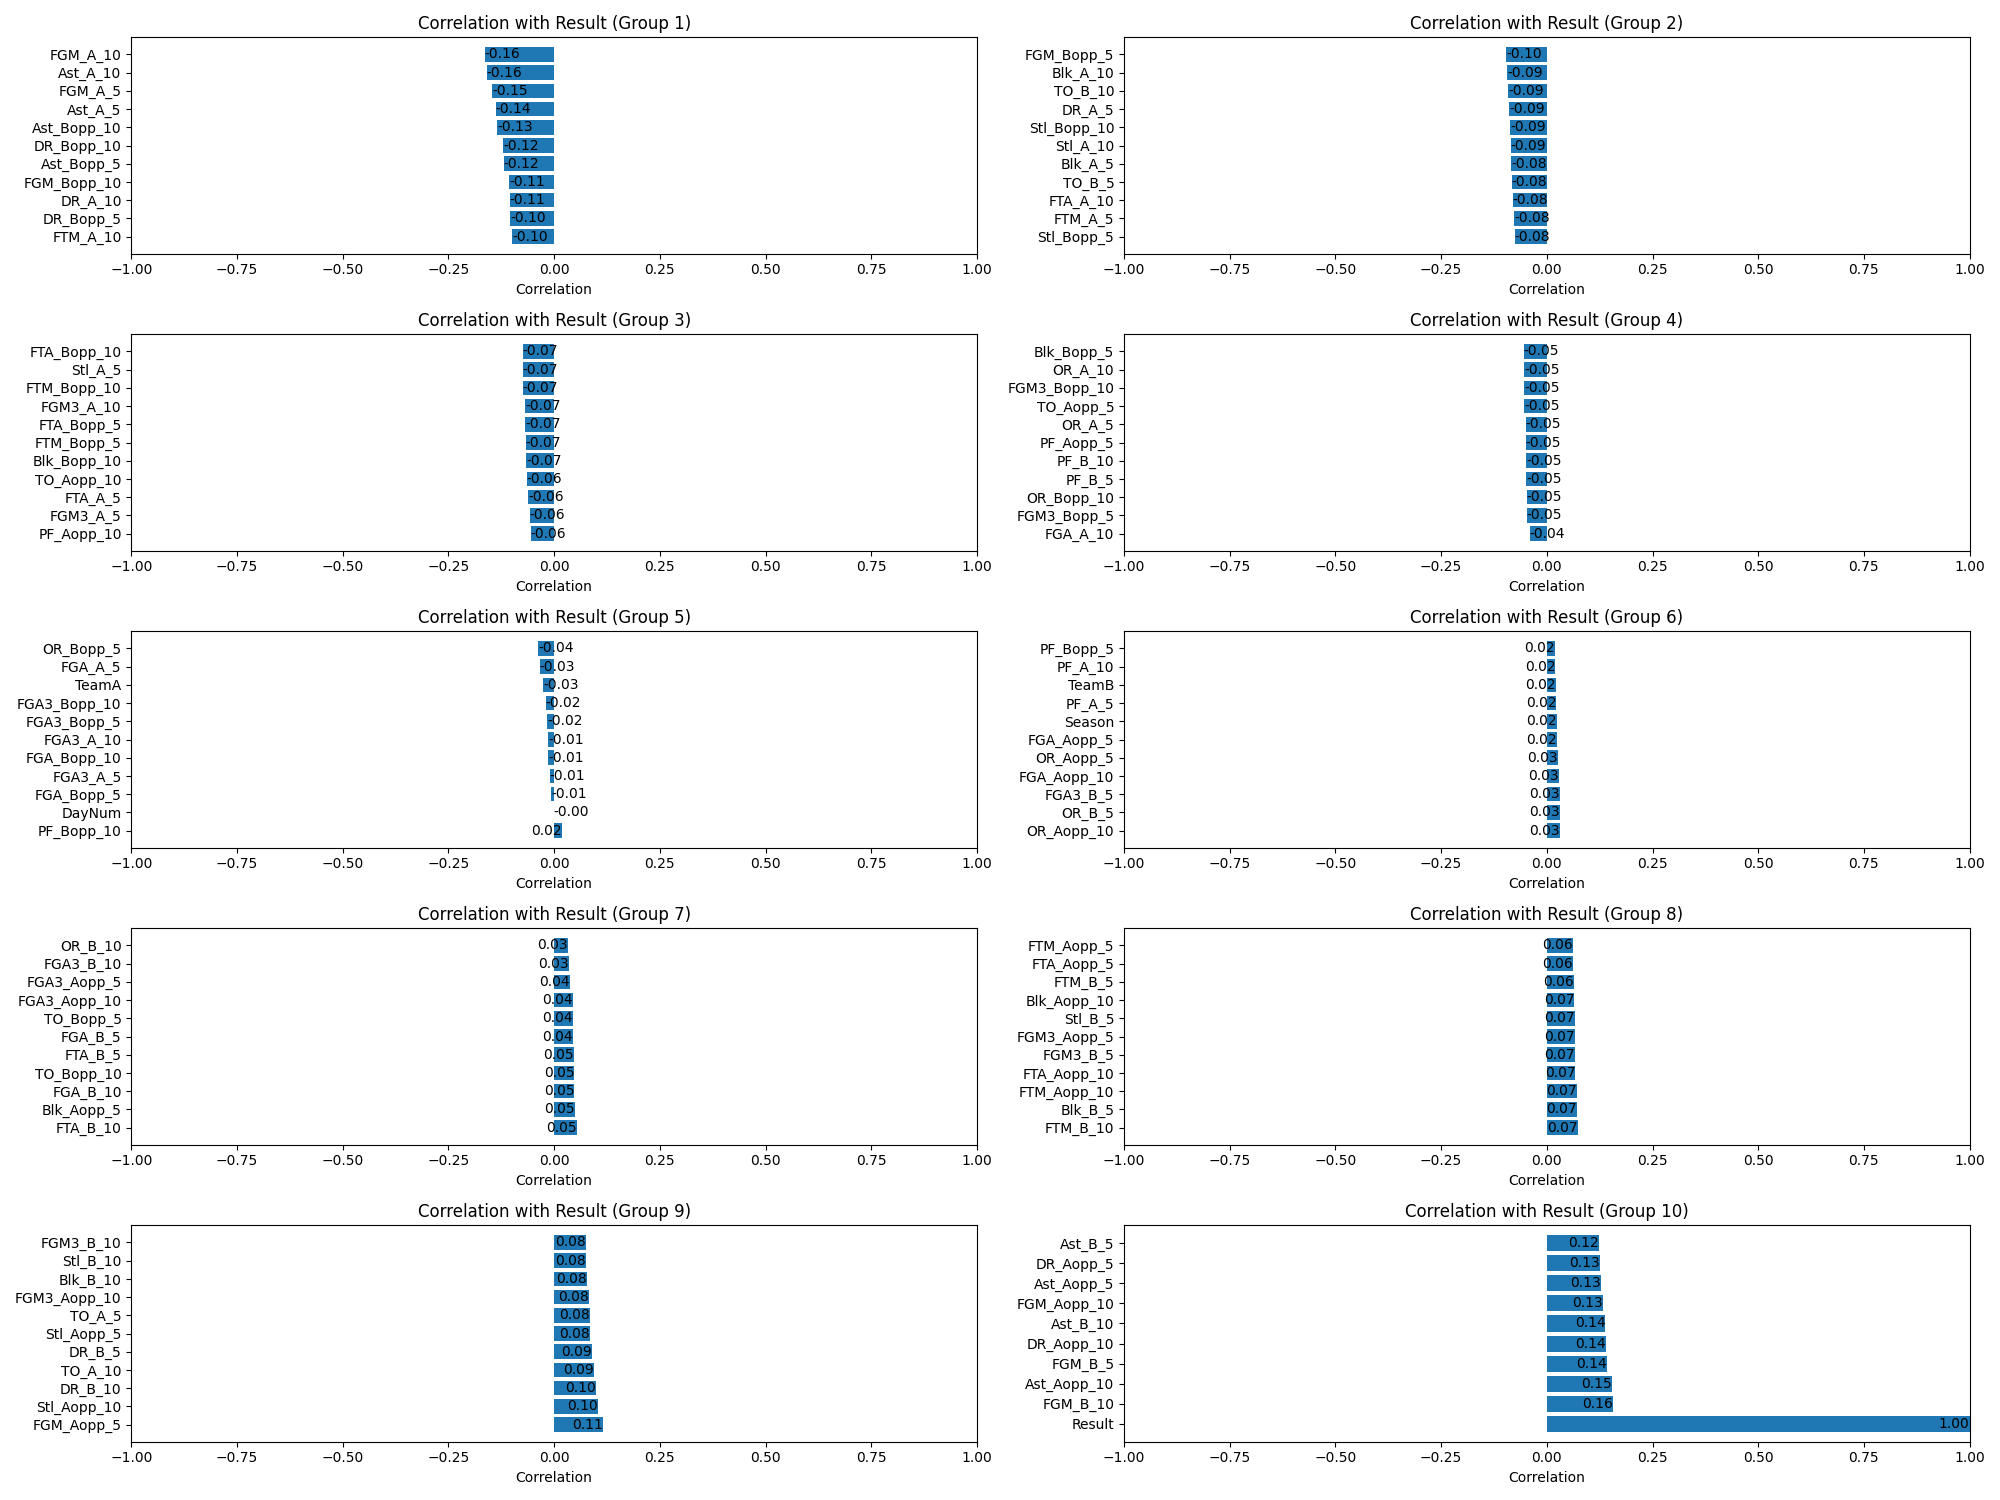 Correlation with Result (Group 1)
FGM_A_10 -0.16
Ast_A_10 -0.16
FGM_A_5 -0.15
Ast_A_5 -0.14
Ast_Bopp_10 -0.13
DR_Bopp_10 -0.12
Ast_Bopp_5 -0.12
FGM_Bopp_10 -0.11
DR_A_10 -0.11
DR_Bopp_5 -0.10
FTM_A_10 -0.10
−1.00 −0.75 −0.50 −0.25 0.00 0.25 0.50 0.75 1.00
Correlation
Correlation with Result (Group 2)
FGM_Bopp_5 -0.10
Blk_A_10 -0.09
TO_B_10 -0.09
DR_A_5 -0.09
Stl_Bopp_10 -0.09
Stl_A_10 -0.09
Blk_A_5 -0.08
TO_B_5 -0.08
FTA_A_10 -0.08
FTM_A_5 -0.08
Stl_Bopp_5 -0.08
−1.00 −0.75 −0.50 −0.25 0.00 0.25 0.50 0.75 1.00
Correlation
Correlation with Result (Group 3)
FTA_Bopp_10 -0.07
Stl_A_5 -0.07
FTM_Bopp_10 -0.07
FGM3_A_10 -0.07
FTA_Bopp_5 -0.07
FTM_Bopp_5 -0.07
Blk_Bopp_10 -0.07
TO_Aopp_10 -0.06
FTA_A_5 -0.06
FGM3_A_5 -0.06
PF_Aopp_10 -0.06
−1.00 −0.75 −0.50 −0.25 0.00 0.25 0.50 0.75 1.00
Correlation
Correlation with Result (Group 4)
Blk_Bopp_5 -0.05
OR_A_10 -0.05
FGM3_Bopp_10 -0.05
TO_Aopp_5 -0.05
OR_A_5 -0.05
PF_Aopp_5 -0.05
PF_B_10 -0.05
PF_B_5 -0.05
OR_Bopp_10 -0.05
FGM3_Bopp_5 -0.05
FGA_A_10 -0.04
−1.00 −0.75 −0.50 −0.25 0.00 0.25 0.50 0.75 1.00
Correlation
Correlation with Result (Group 5)
OR_Bopp_5 -0.04
FGA_A_5 -0.03
TeamA -0.03
FGA3_Bopp_10 -0.02
FGA3_Bopp_5 -0.02
FGA3_A_10 -0.01
FGA_Bopp_10 -0.01
FGA3_A_5 -0.01
FGA_Bopp_5 -0.01
DayNum -0.00
PF_Bopp_10 0.02
−1.00 −0.75 −0.50 −0.25 0.00 0.25 0.50 0.75 1.00
Correlation
Correlation with Result (Group 6)
PF_Bopp_5 0.02
PF_A_10 0.02
TeamB 0.02
PF_A_5 0.02
Season 0.02
FGA_Aopp_5 0.02
OR_Aopp_5 0.03
FGA_Aopp_10 0.03
FGA3_B_5 0.03
OR_B_5 0.03
OR_Aopp_10 0.03
−1.00 −0.75 −0.50 −0.25 0.00 0.25 0.50 0.75 1.00
Correlation
Correlation with Result (Group 7)
OR_B_10 0.03
FGA3_B_10 0.03
FGA3_Aopp_5 0.04
FGA3_Aopp_10 0.04
TO_Bopp_5 0.04
FGA_B_5 0.04
FTA_B_5 0.05
TO_Bopp_10 0.05
FGA_B_10 0.05
Blk_Aopp_5 0.05
FTA_B_10 0.05
−1.00 −0.75 −0.50 −0.25 0.00 0.25 0.50 0.75 1.00
Correlation
Correlation with Result (Group 8)
FTM_Aopp_5 0.06
FTA_Aopp_5 0.06
FTM_B_5 0.06
Blk_Aopp_10 0.07
Stl_B_5 0.07
FGM3_Aopp_5 0.07
FGM3_B_5 0.07
FTA_Aopp_10 0.07
FTM_Aopp_10 0.07
Blk_B_5 0.07
FTM_B_10 0.07
−1.00 −0.75 −0.50 −0.25 0.00 0.25 0.50 0.75 1.00
Correlation
Correlation with Result (Group 9)
FGM3_B_10 0.08
Stl_B_10 0.08
Blk_B_10 0.08
FGM3_Aopp_10 0.08
TO_A_5 0.08
Stl_Aopp_5 0.08
DR_B_5 0.09
TO_A_10 0.09
DR_B_10 0.10
Stl_Aopp_10 0.10
FGM_Aopp_5 0.11
−1.00 −0.75 −0.50 −0.25 0.00 0.25 0.50 0.75 1.00
Correlation
Correlation with Result (Group 10)
Ast_B_5 0.12
DR_Aopp_5 0.13
Ast_Aopp_5 0.13
FGM_Aopp_10 0.13
Ast_B_10 0.14
DR_Aopp_10 0.14
FGM_B_5 0.14
Ast_Aopp_10 0.15
FGM_B_10 0.16
Result 1.00
−1.00 −0.75 −0.50 −0.25 0.00 0.25 0.50 0.75 1.00
Correlation